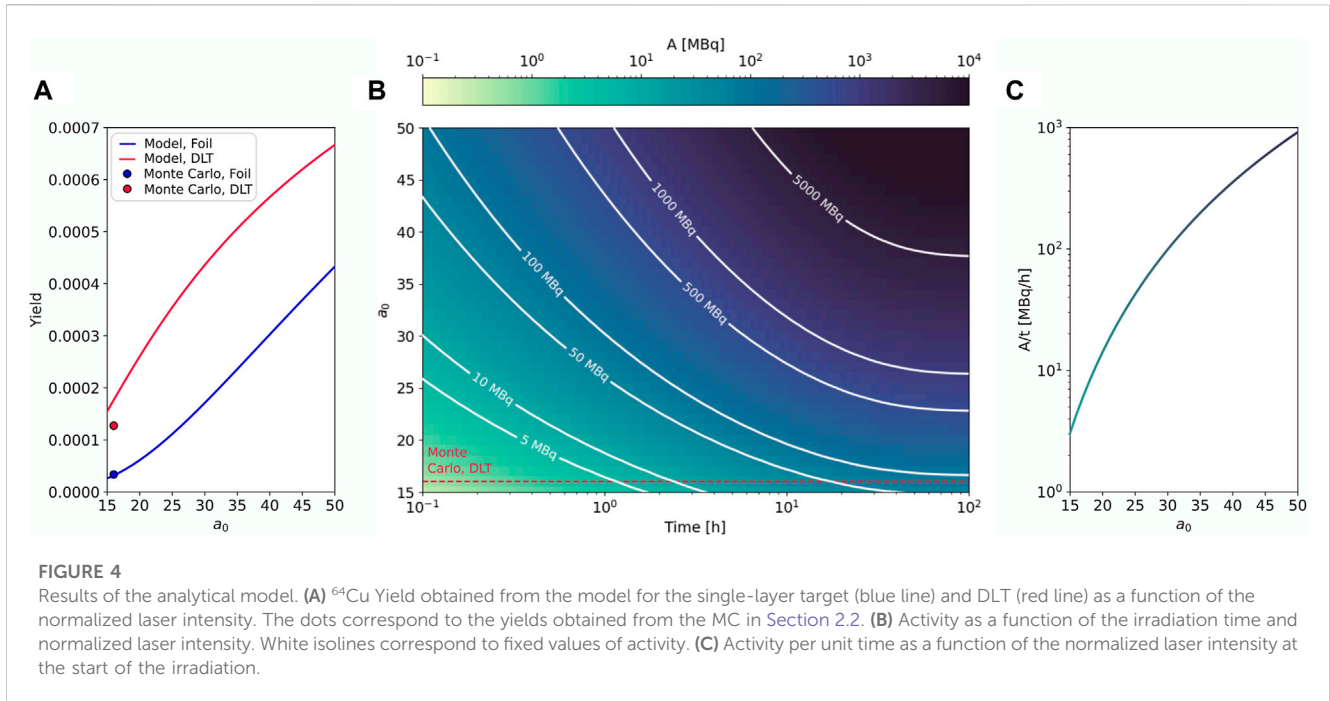 A
B
C
A [MBq]
10⁻¹ 10⁰ 10¹ 10² 10³ 10⁴
Model, Foil
Model, DLT
Monte Carlo, Foil
Monte Carlo, DLT
Yield
0.0007
0.0006
0.0005
0.0004
0.0003
0.0002
0.0001
0.0000
15 20 25 30 35 40 45 50
a₀
a₀
50
45
40
35
30
25
20
15
5000 MBq
1000 MBq
500 MBq
100 MBq
50 MBq
10 MBq
5 MBq
Monte
Carlo, DLT
10⁻¹ 10⁰ 10¹ 10²
Time [h]
A/t [MBq/h]
10³
10²
10¹
10⁰
15 20 25 30 35 40 45 50
a₀
FIGURE 4
Results of the analytical model. (A) ⁶⁴Cu Yield obtained from the model for the single-layer target (blue line) and DLT (red line) as a function of the
normalized laser intensity. The dots correspond to the yields obtained from the MC in Section 2.2. (B) Activity as a function of the irradiation time and
normalized laser intensity. White isolines correspond to fixed values of activity. (C) Activity per unit time as a function of the normalized laser intensity at
the start of the irradiation.